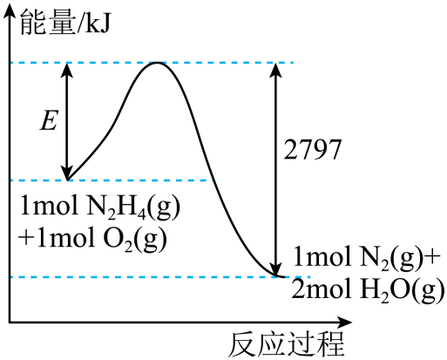 能量/kJ
E
2797
1mol N₂H₄(g)
+1mol O₂(g)
1mol N₂(g)+
2mol H₂O(g)
反应过程